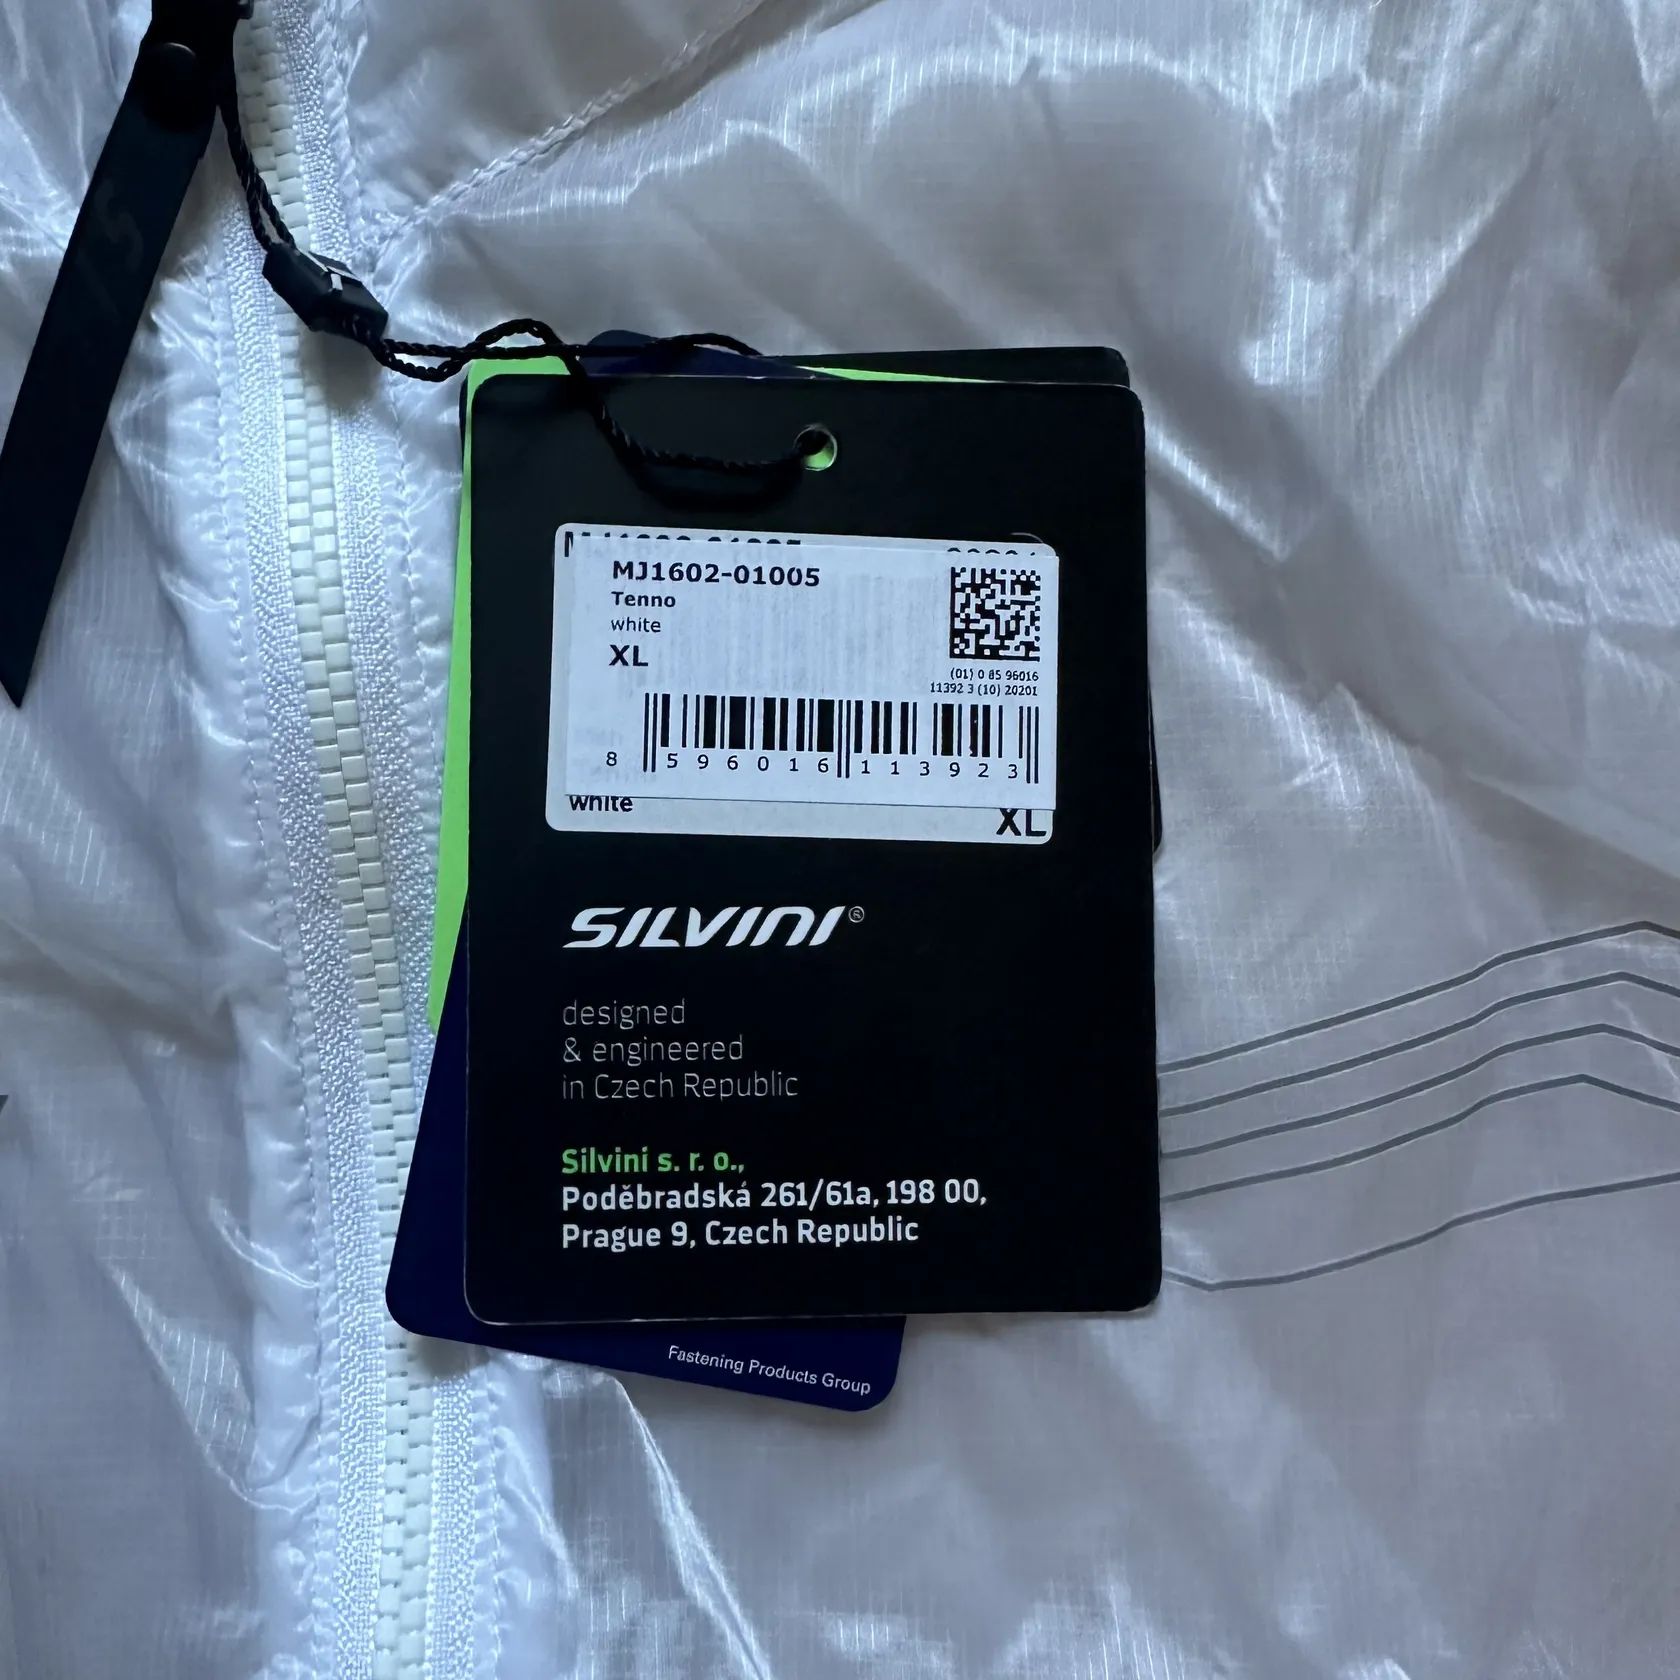 MJ1602-01005
Tenno
white
XL
(01) 0 85 96016
11392 3 (10) 20201
8 596016 113923
white
XL
SILVINI®
designed
& engineered
in Czech Republic
Silvini s. r. o.,
Poděbradská 261/61a, 198 00,
Prague 9, Czech Republic
Fastening Products Group